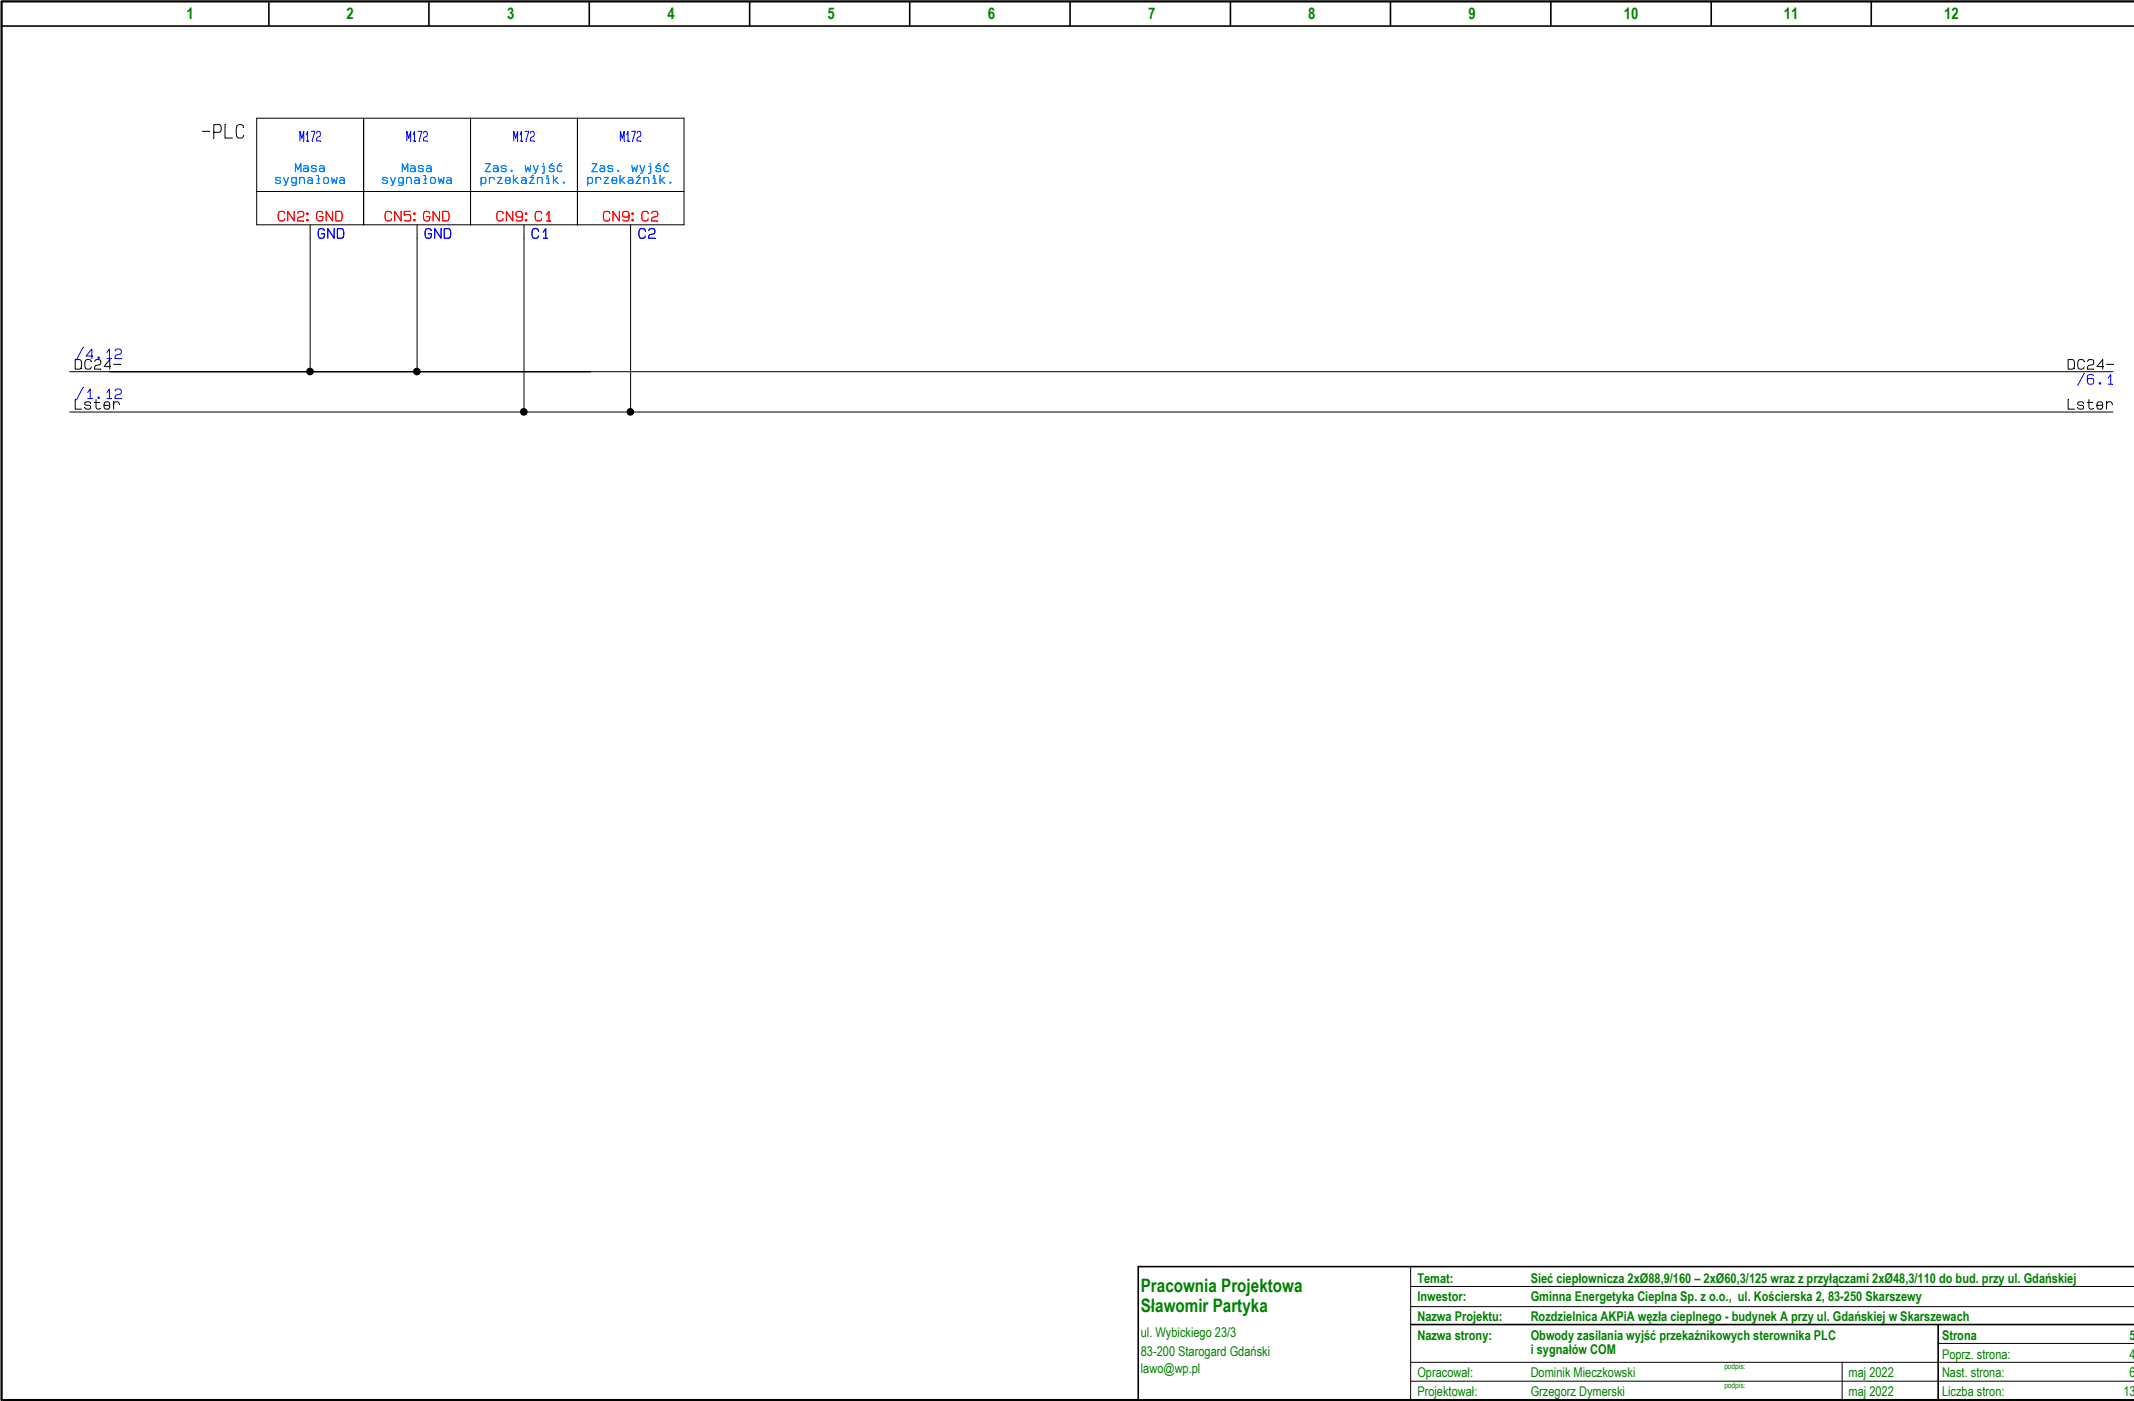 1 2 3 4 5 6 7 8 9 10 11 12
-PLC
M172 M172 M172 M172
Masa Masa Zas. wyjść Zas. wyjść
sygnałowa sygnałowa przekaźnik. przekaźnik.
CN2: GND CN5: GND CN9: C1 CN9: C2
GND GND C1 C2
/4.12
DC24- DC24-
/6.1
/1.12
Lster Lster
Pracownia Projektowa
Sławomir Partyka
ul. Wybickiego 23/3
83-200 Starogard Gdański
lawo@wp.pl
Temat: Sieć ciepłownicza 2xØ88,9/160 – 2xØ60,3/125 wraz z przyłączami 2xØ48,3/110 do bud. przy ul. Gdańskiej
Inwestor: Gminna Energetyka Cieplna Sp. z o.o., ul. Kościerska 2, 83-250 Skarszewy
Nazwa Projektu: Rozdzielnica AKPiA węzła cieplnego - budynek A przy ul. Gdańskiej w Skarszewach
Nazwa strony: Obwody zasilania wyjść przekaźnikowych sterownika PLC
i sygnałów COM
Strona 5
Poprz. strona: 4
Opracował: Dominik Mieczkowski podpis: maj 2022 Nast. strona: 6
Projektował: Grzegorz Dymerski podpis: maj 2022 Liczba stron: 13